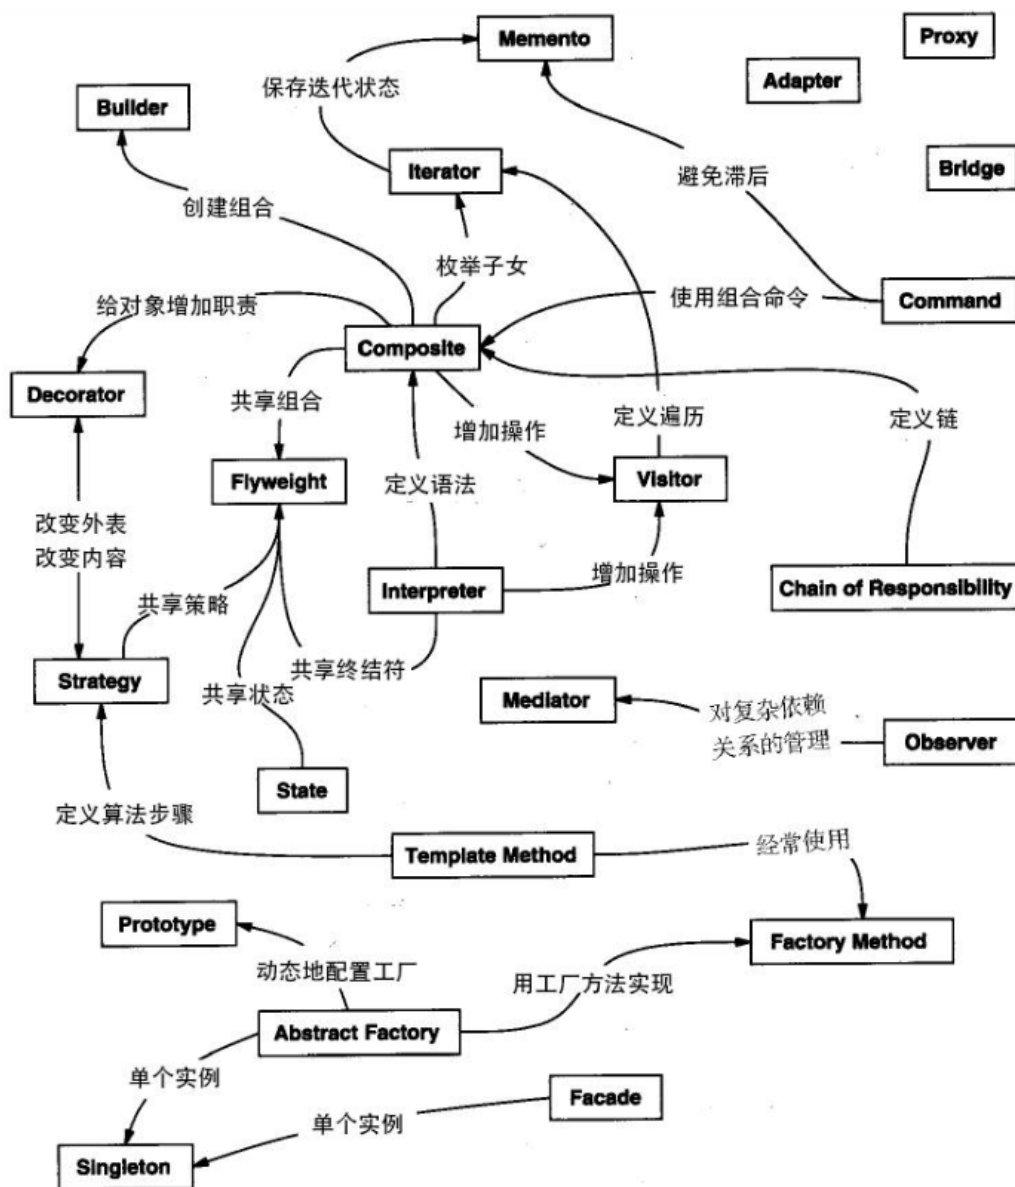 Memento
Proxy
Adapter
保存迭代状态
Builder
Iterator
避免滞后
Bridge
创建组合
枚举子女
给对象增加职责
使用组合命令
Command
Composite
Decorator
共享组合
增加操作
定义遍历
定义链
Flyweight
定义语法
Visitor
改变外表
改变内容
共享策略
Interpreter
增加操作
Chain of Responsibility
共享终结符
Strategy
共享状态
Mediator
对复杂依赖
关系的管理
Observer
State
定义算法步骤
Template Method
经常使用
Prototype
Factory Method
动态地配置工厂
用工厂方法实现
Abstract Factory
单个实例
Facade
单个实例
Singleton